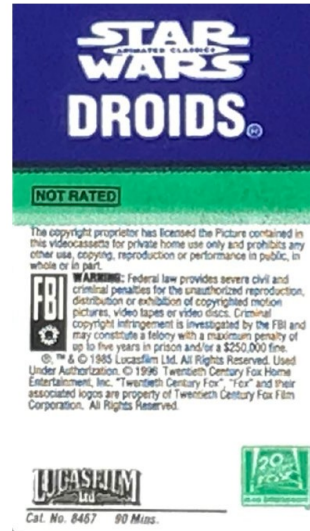 STAR
ANIMATED CLASSICS
WARS
DROIDS®
NOT RATED
The copyright proprietor has licensed the Picture contained in
this videocassette for private home use only and prohibits any
other use, copying, reproduction or performance in public, in
whole or in part.
FBI
WARNING: Federal law provides severe civil and
criminal penalties for the unauthorized reproduction,
distribution or exhibition of copyrighted motion
pictures, video tapes or video discs. Criminal
copyright infringement is investigated by the FBI and
may constitute a felony with a maximum penalty of
up to five years in prison and/or a $250,000 fine.
®, ™ & © 1985 Lucasfilm Ltd. All Rights Reserved. Used
Under Authorization. © 1996 Twentieth Century Fox Home
Entertainment, Inc. "Twentieth Century Fox", "Fox" and their
associated logos are property of Twentieth Century Fox Film
Corporation. All Rights Reserved.
LUCASFILM
Ltd
20th
CENTURY
FOX
Cat. No. 8467 90 Mins.